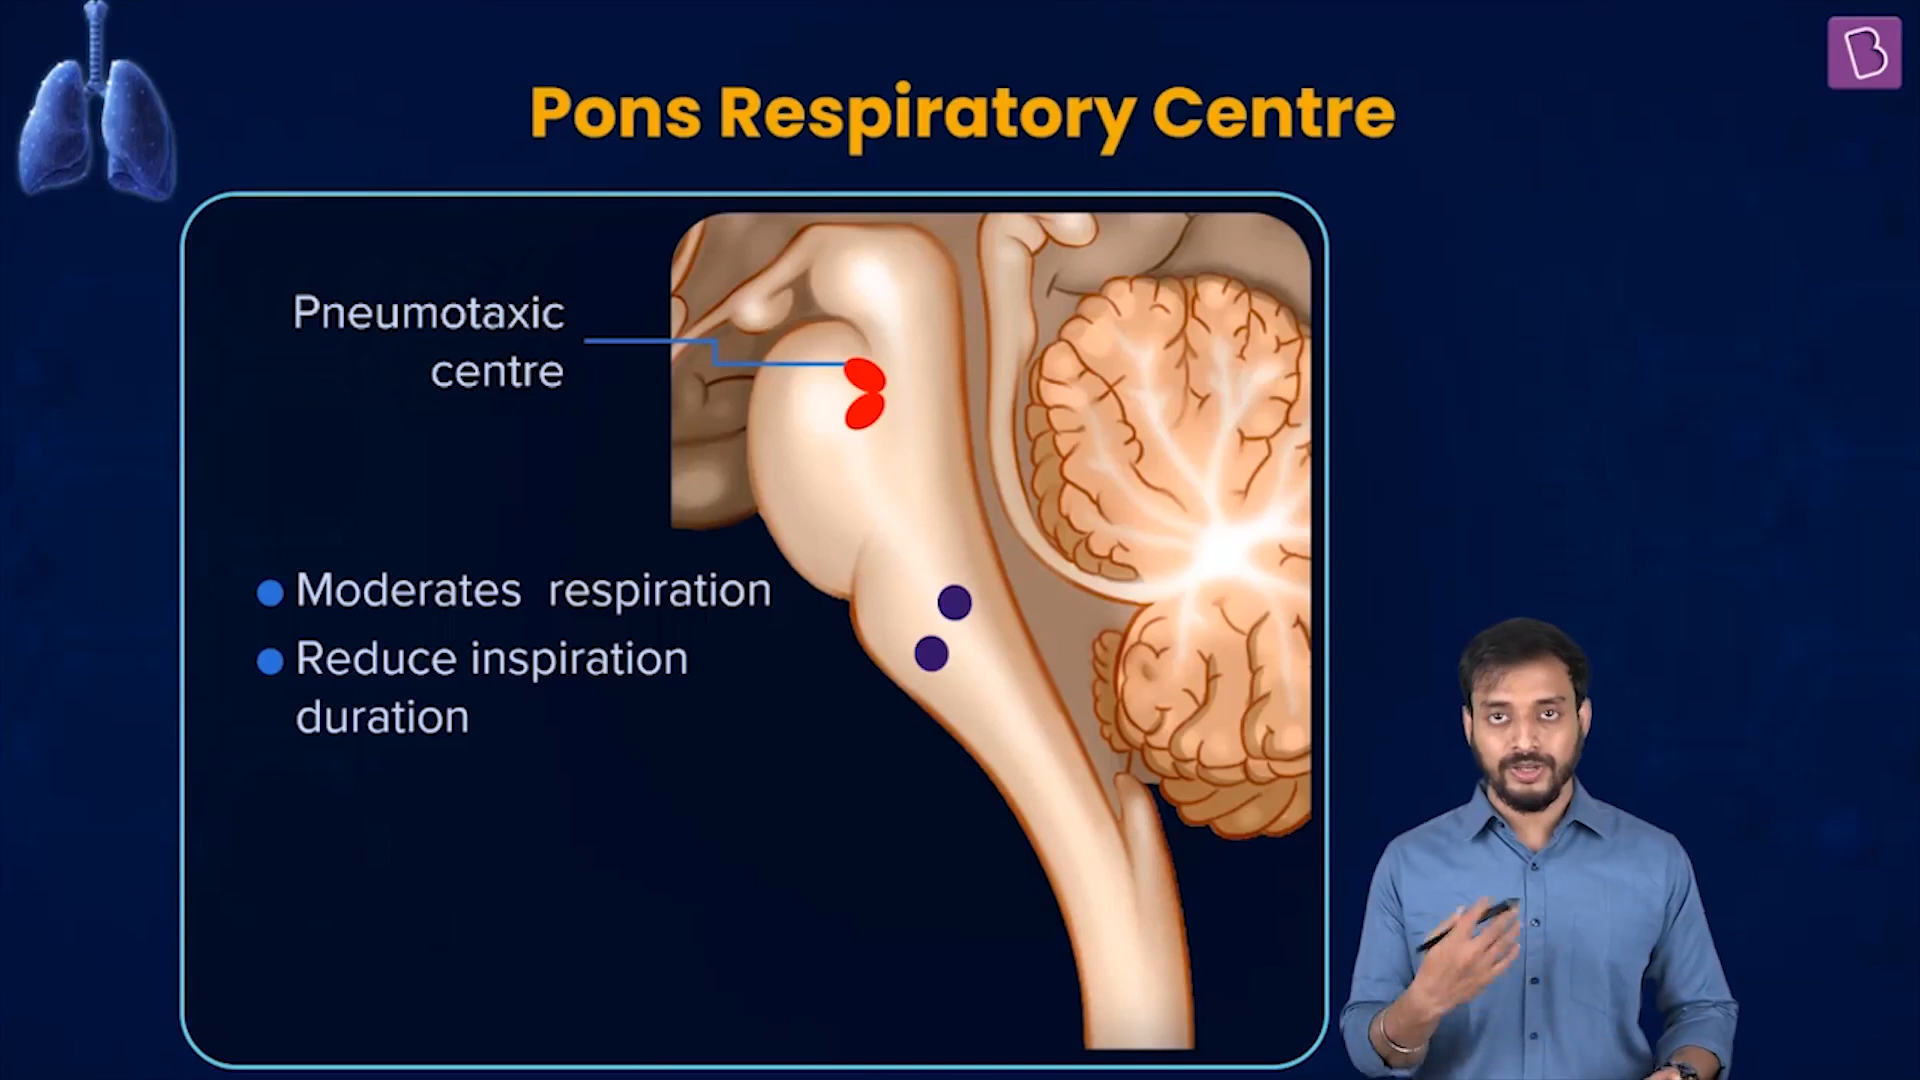 Pons Respiratory Centre
Pneumotaxic
centre
Moderates respiration
Reduce inspiration
duration